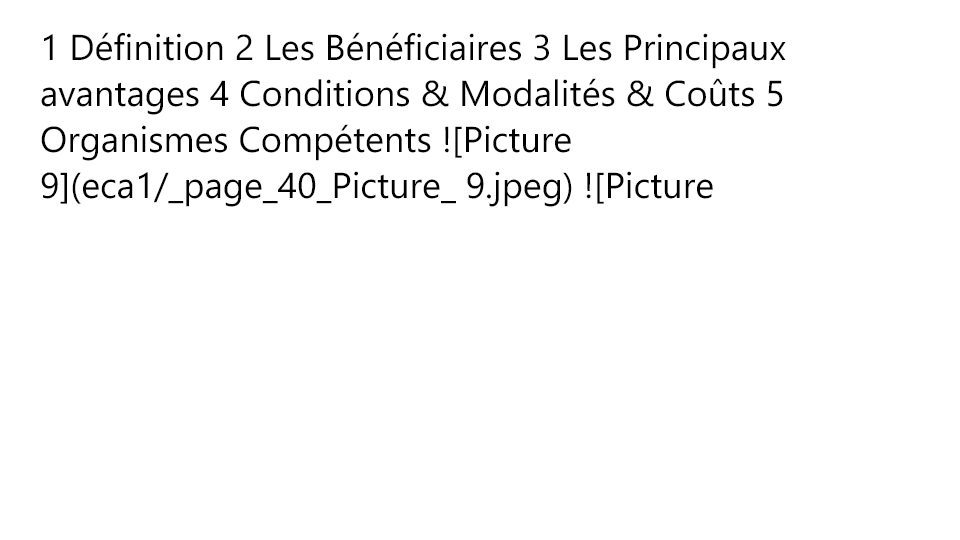 1 Définition 2 Les Bénéficiaires 3 Les Principaux
avantages 4 Conditions & Modalités & Coûts 5
Organismes Compétents ![Picture
9](eca1/_page_40_Picture_ 9.jpeg) ![Picture